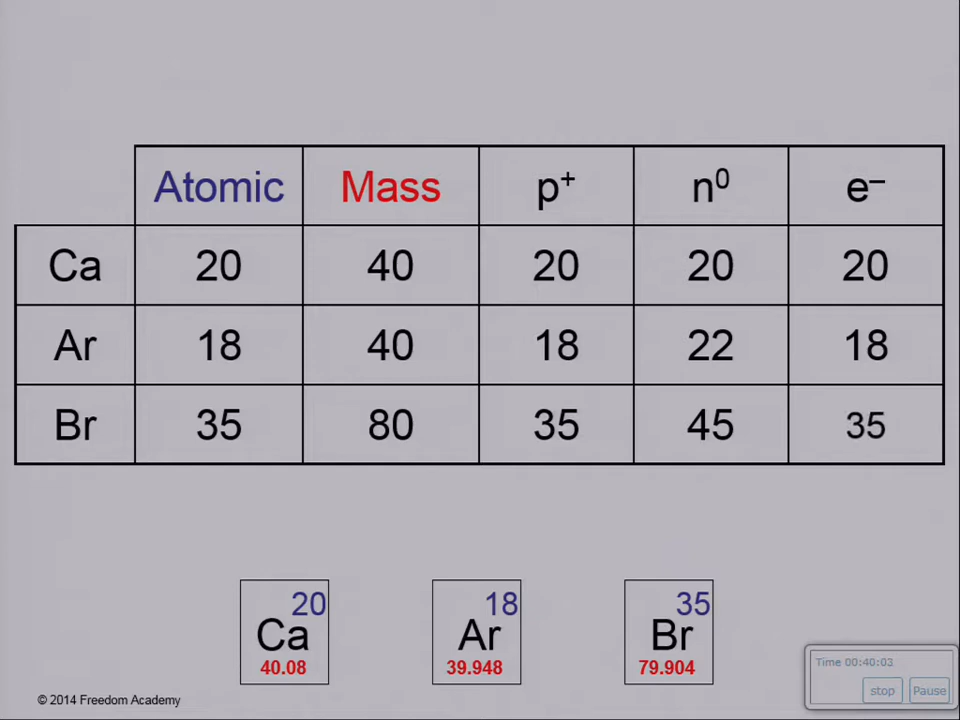 Atomic Mass p⁺ n⁰ e⁻
Ca 20 40 20 20 20
Ar 18 40 18 22 18
Br 35 80 35 45 35
20 18 35
Ca Ar Br
40.08 39.948 79.904
Time 00:40:03
stop Pause
© 2014 Freedom Academy